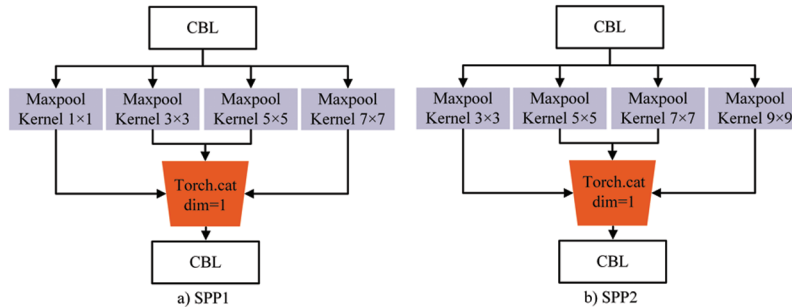 CBL
Maxpool
Kernel 1×1
Maxpool
Kernel 3×3
Maxpool
Kernel 5×5
Maxpool
Kernel 7×7
Torch.cat
dim=1
CBL
a) SPP1
CBL
Maxpool
Kernel 3×3
Maxpool
Kernel 5×5
Maxpool
Kernel 7×7
Maxpool
Kernel 9×9
Torch.cat
dim=1
CBL
b) SPP2